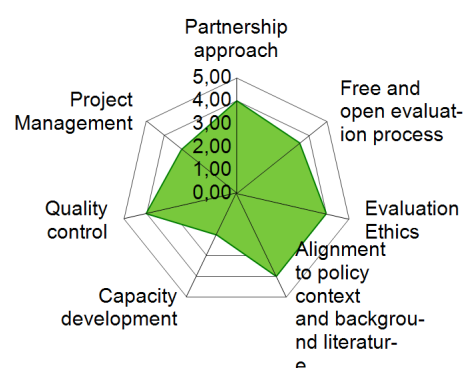 Partnership
approach
5,00
4,00
3,00
2,00
1,00
0,00
Free and
open evaluat-
ion process
Evaluation
Ethics
Alignment
to policy
context
and backgrou-
nd literatur-
e
Capacity
development
Quality
control
Project
Management